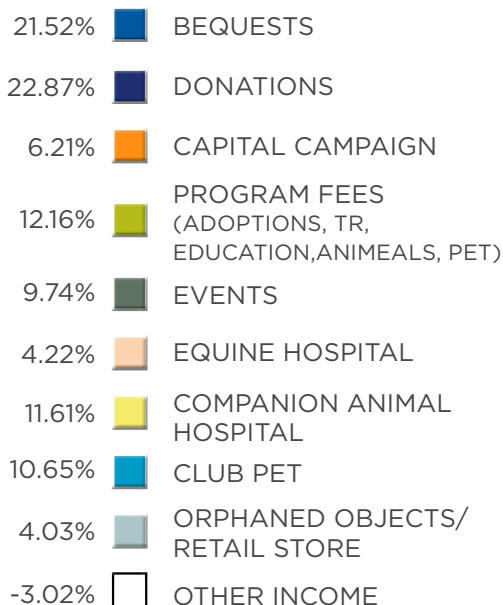 21.52% BEQUESTS
22.87% DONATIONS
6.21% CAPITAL CAMPAIGN
12.16% PROGRAM FEES
(ADOPTIONS, TR,
EDUCATION,ANIMEALS, PET)
9.74% EVENTS
4.22% EQUINE HOSPITAL
11.61% COMPANION ANIMAL
HOSPITAL
10.65% CLUB PET
4.03% ORPHANED OBJECTS/
RETAIL STORE
-3.02% OTHER INCOME